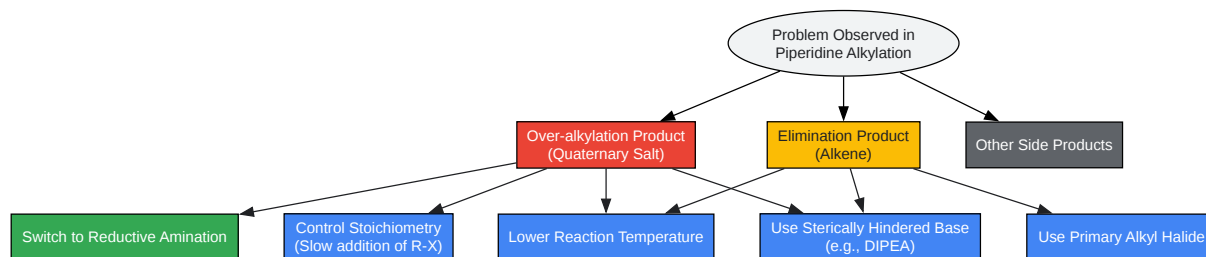 Problem Observed in
Piperidine Alkylation
Over-alkylation Product
(Quaternary Salt)
Elimination Product
(Alkene)
Other Side Products
Switch to Reductive Amination
Control Stoichiometry
(Slow addition of R-X)
Lower Reaction Temperature
Use Sterically Hindered Base
(e.g., DIPEA)
Use Primary Alkyl Halide